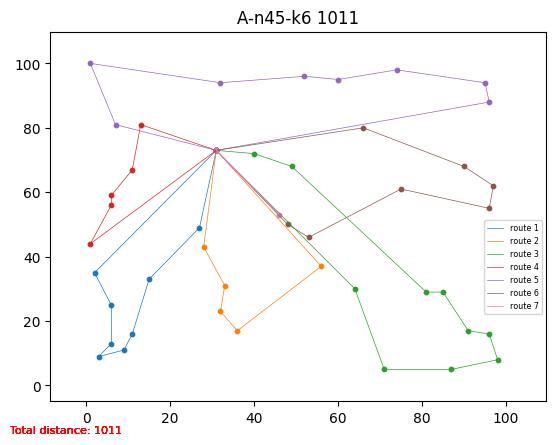 A-n45-k6 1011
100
80
60
40
20
0
route 1
route 2
route 3
route 4
route 5
route 6
route 7
0 20 40 60 80 100
Total distance: 1011